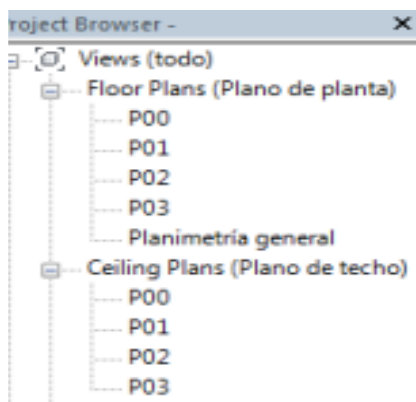 Project Browser -
Views (todo)
Floor Plans (Plano de planta)
P00
P01
P02
P03
Planimetría general
Ceiling Plans (Plano de techo)
P00
P01
P02
P03